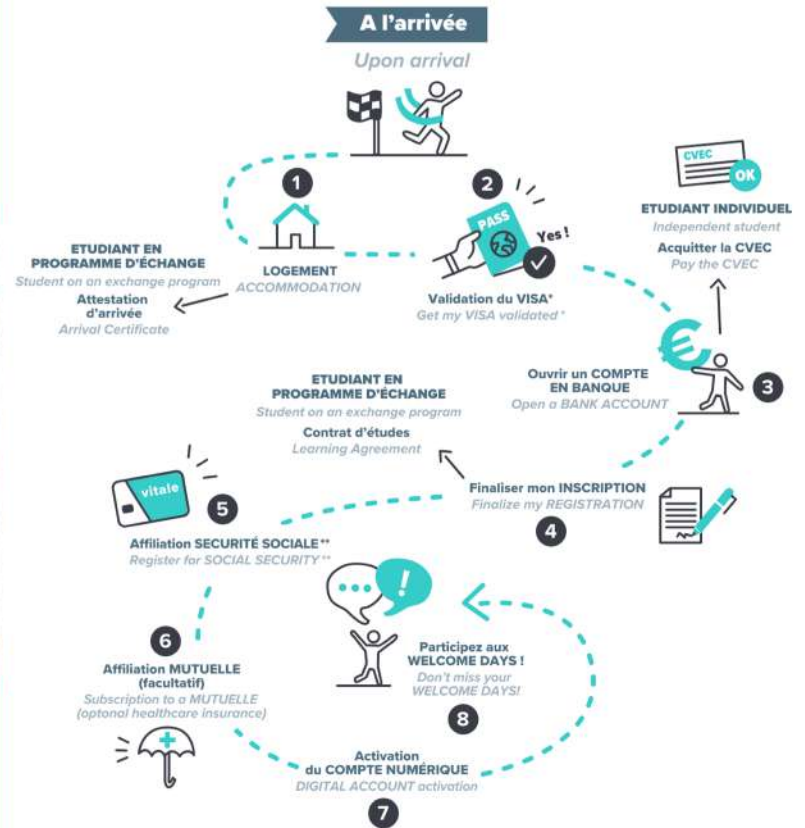 A l'arrivée
Upon arrival
1
LOGEMENT
ACCOMMODATION
ETUDIANT EN
PROGRAMME D'ÉCHANGE
Student on an exchange program
Attestation
d'arrivée
Arrival Certificate
2
PASS
Yes !
Validation du VISA*
Get my VISA validated *
CVEC
OK
ETUDIANT INDIVIDUEL
Independent student
Acquitter la CVEC
Pay the CVEC
€
Ouvrir un COMPTE
EN BANQUE
Open a BANK ACCOUNT
3
ETUDIANT EN
PROGRAMME D'ÉCHANGE
Student on an exchange program
Contrat d'études
Learning Agreement
Finaliser mon INSCRIPTION
Finalize my REGISTRATION
4
vitale
5
Affiliation SECURITÉ SOCIALE**
Register for SOCIAL SECURITY**
6
Affiliation MUTUELLE
(facultatif)
Subscription to a MUTUELLE
(optonal healthcare insurance)
Activation
du COMPTE NUMÉRIQUE
DIGITAL ACCOUNT activation
7
!
Participez aux
WELCOME DAYS !
Don't miss your
WELCOME DAYS!
8